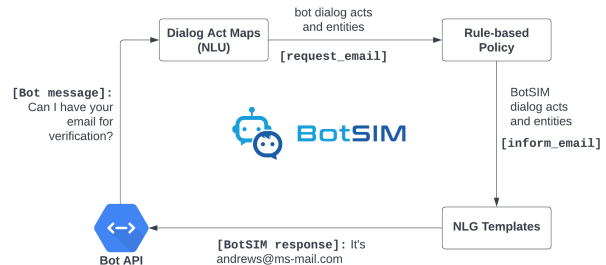 Dialog Act Maps
(NLU)
bot dialog acts
and entities
[request_email]
Rule-based
Policy
[Bot message]:
Can I have your
email for
verification?
BotSIM
BotSIM
dialog acts
and entities
[inform_email]
NLG Templates
Bot API
[BotSIM response]: It's
andrews@ms-mail.com